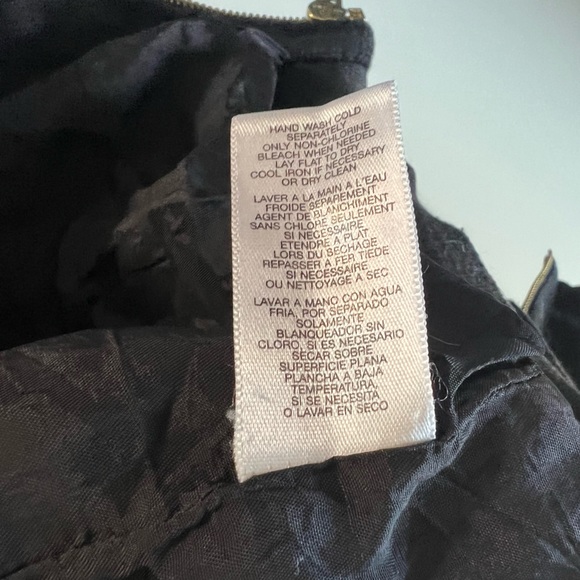 HAND WASH COLD
SEPARATELY
ONLY NON-CHLORINE
BLEACH WHEN NEEDED
LAY FLAT TO DRY
COOL IRON IF NECESSARY
OR DRY CLEAN
LAVER A LA MAIN A L'EAU
FROIDE SEPAREMENT
AGENT DE BLANCHIMENT
SANS CHLORE SEULEMENT
SI NECESSAIRE
ETENDRE A PLAT
LORS DU SECHAGE
REPASSER A FER TIEDE
SI NECESSAIRE
OU NETTOYAGE A SEC
LAVAR A MANO CON AGUA
FRIA, POR SEPARADO
SOLAMENTE
BLANQUEADOR SIN
CLORO, SI ES NECESARIO
SECAR SOBRE
SUPERFICIE PLANA
PLANCHA A BAJA
TEMPERATURA,
SI SE NECESITA
O LAVAR EN SECO